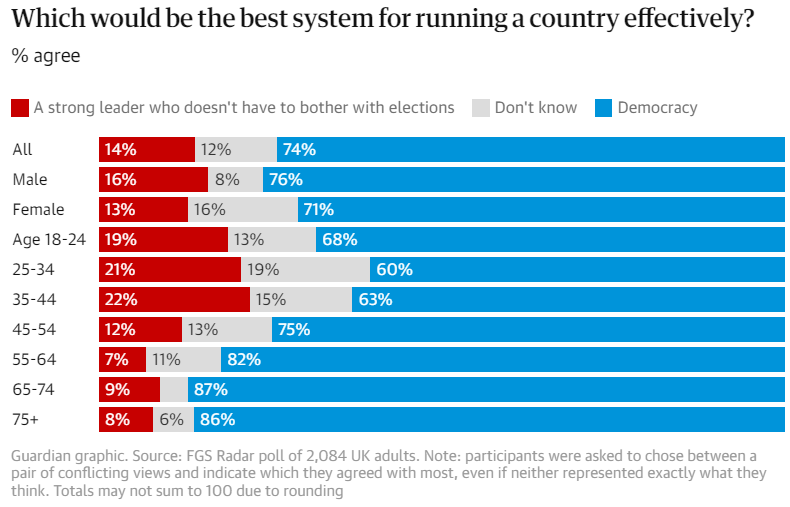 Which would be the best system for running a country effectively?
% agree
A strong leader who doesn't have to bother with elections Don't know Democracy
All 14% 12% 74%
Male 16% 8% 76%
Female 13% 16% 71%
Age 18-24 19% 13% 68%
25-34 21% 19% 60%
35-44 22% 15% 63%
45-54 12% 13% 75%
55-64 7% 11% 82%
65-74 9% 87%
75+ 8% 6% 86%
Guardian graphic. Source: FGS Radar poll of 2,084 UK adults. Note: participants were asked to chose between a
pair of conflicting views and indicate which they agreed with most, even if neither represented exactly what they
think. Totals may not sum to 100 due to rounding